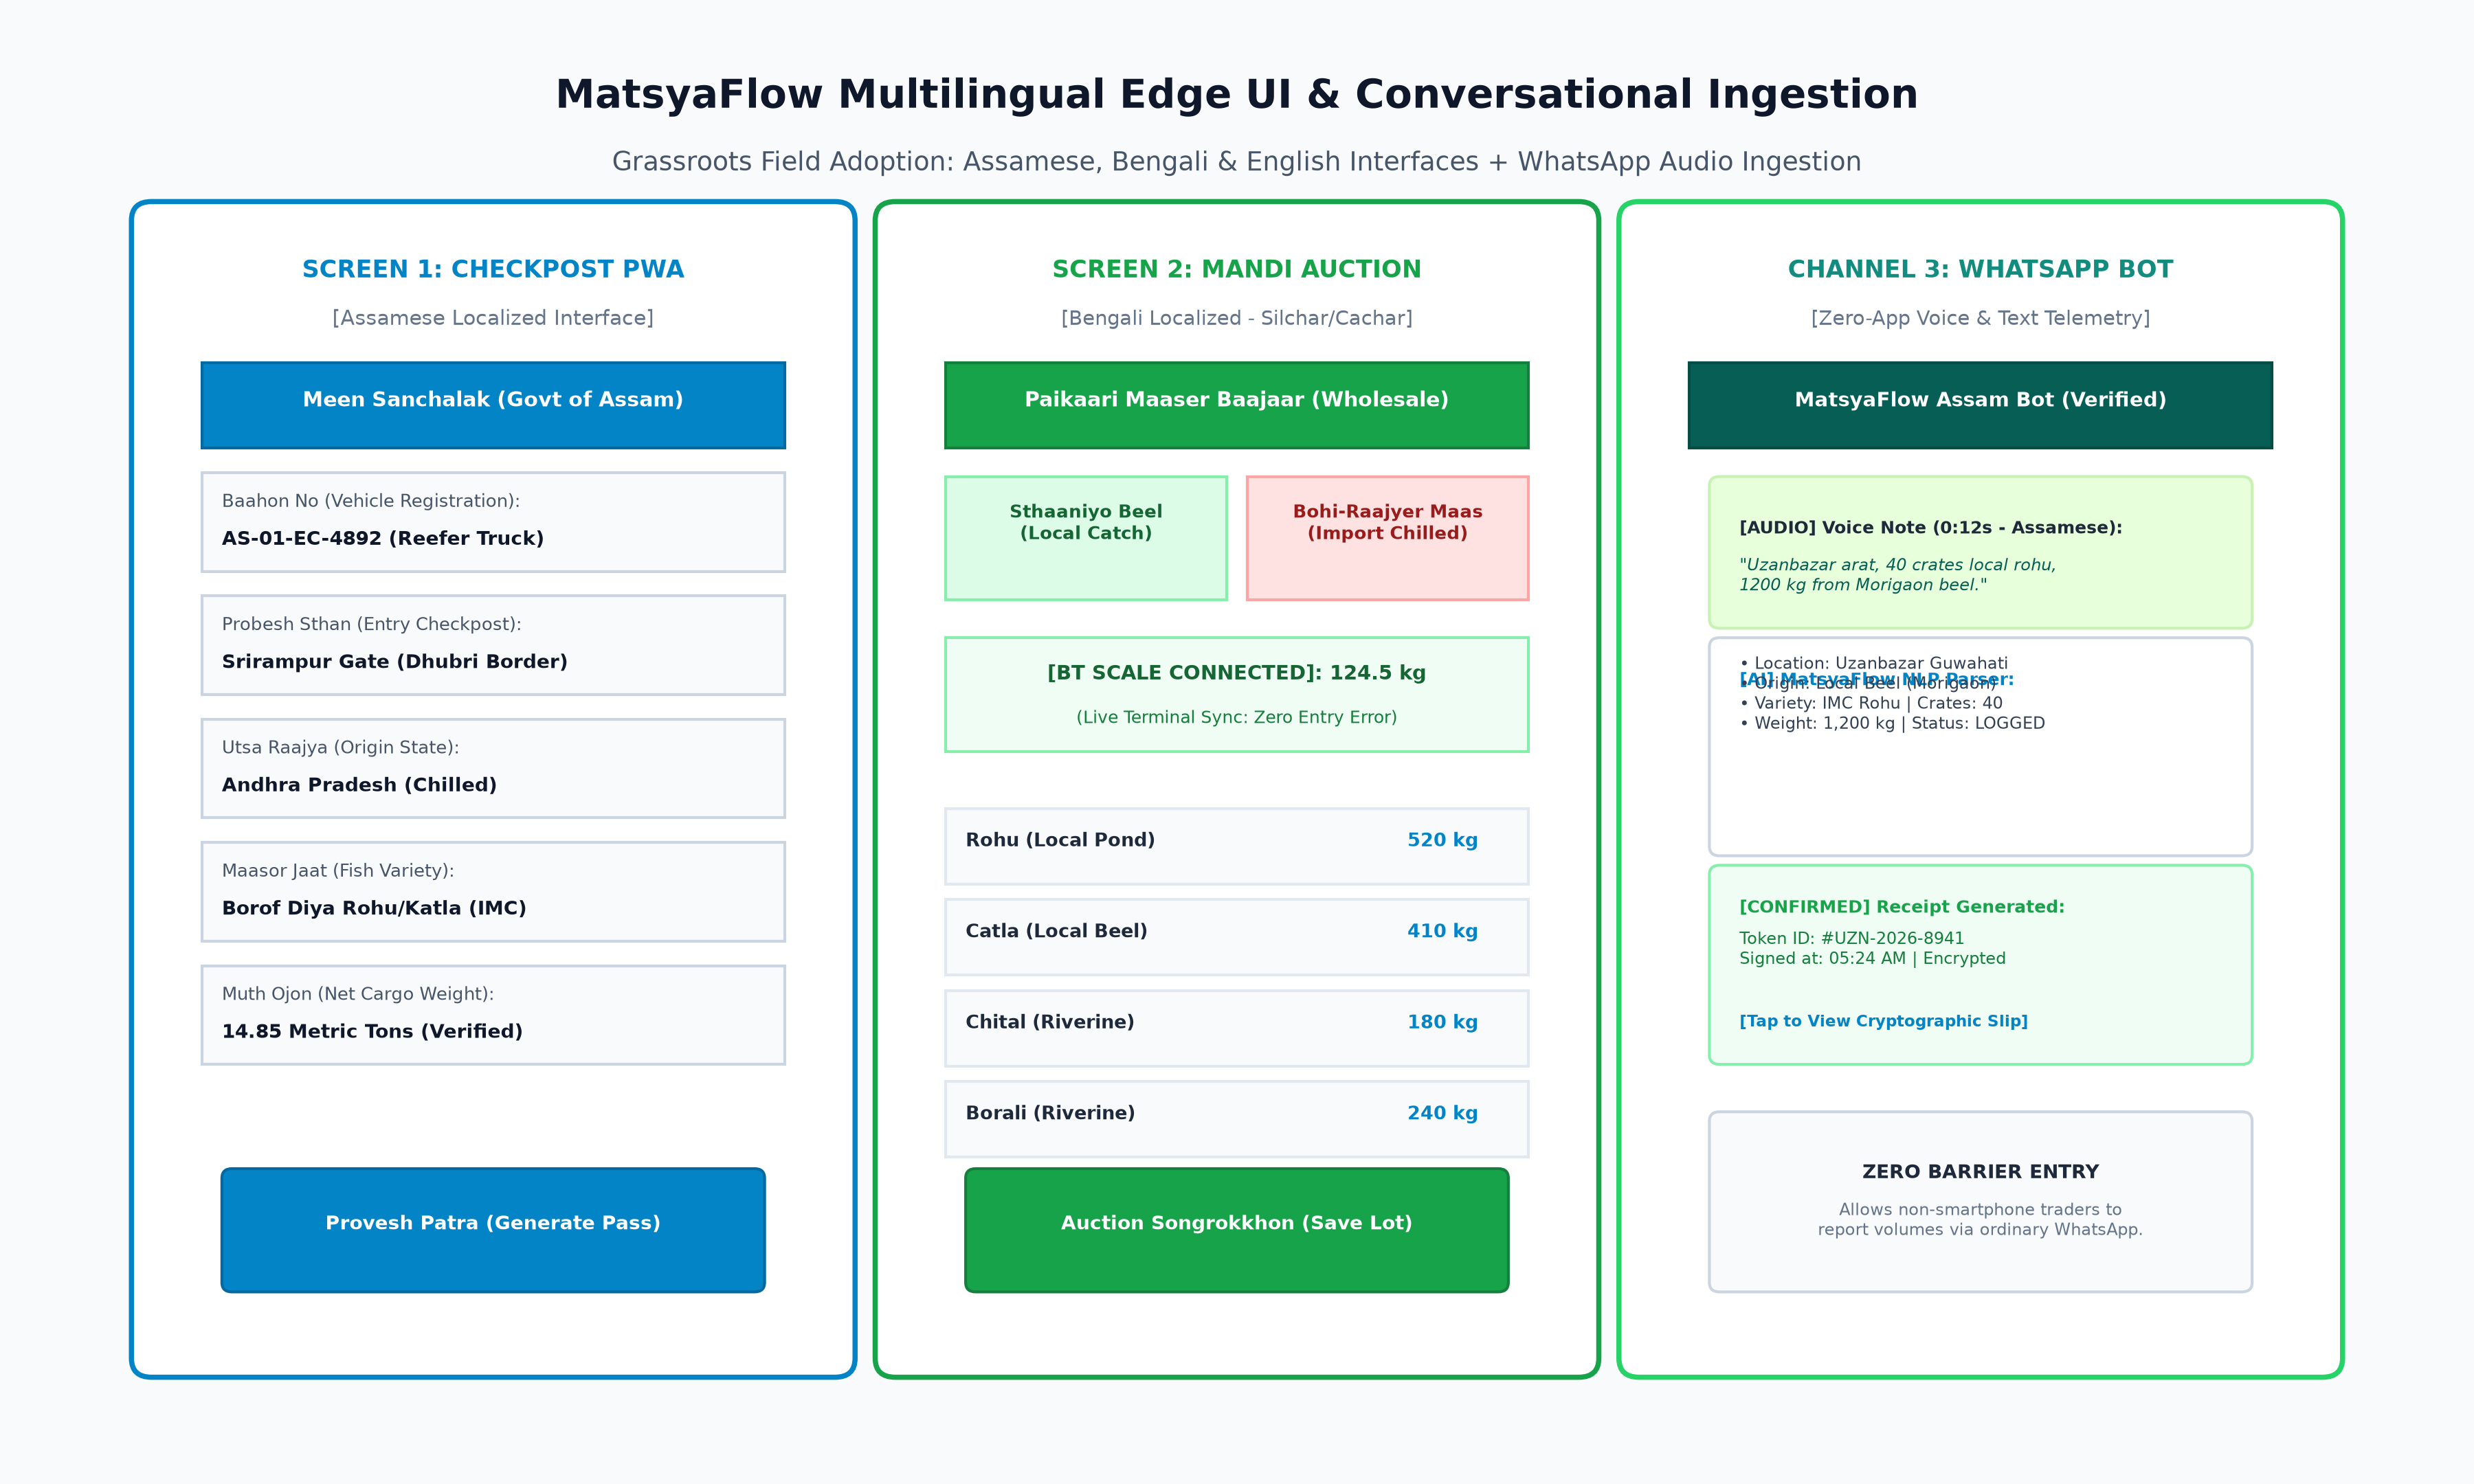 MatsyaFlow Multilingual Edge UI & Conversational Ingestion
Grassroots Field Adoption: Assamese, Bengali & English Interfaces + WhatsApp Audio Ingestion
SCREEN 1: CHECKPOST PWA
[Assamese Localized Interface]
Meen Sanchalak (Govt of Assam)
Baahon No (Vehicle Registration):
AS-01-EC-4892 (Reefer Truck)
Probesh Sthan (Entry Checkpost):
Srirampur Gate (Dhubri Border)
Utsa Raajya (Origin State):
Andhra Pradesh (Chilled)
Maasor Jaat (Fish Variety):
Borof Diya Rohu/Katla (IMC)
Muth Ojon (Net Cargo Weight):
14.85 Metric Tons (Verified)
Provesh Patra (Generate Pass)
SCREEN 2: MANDI AUCTION
[Bengali Localized - Silchar/Cachar]
Paikaari Maaser Baajaar (Wholesale)
Sthaaniyo Beel
(Local Catch)
Bohi-Raajyer Maas
(Import Chilled)
[BT SCALE CONNECTED]: 124.5 kg
(Live Terminal Sync: Zero Entry Error)
Rohu (Local Pond) 520 kg
Catla (Local Beel) 410 kg
Chital (Riverine) 180 kg
Borali (Riverine) 240 kg
Auction Songrokkhon (Save Lot)
CHANNEL 3: WHATSAPP BOT
[Zero-App Voice & Text Telemetry]
MatsyaFlow Assam Bot (Verified)
[AUDIO] Voice Note (0:12s - Assamese):
"Uzanbazar arat, 40 crates local rohu,
1200 kg from Morigaon beel."
[AI] MatsyaFlow NLP Parser:
• Location: Uzanbazar Guwahati
• Origin: Local Beel (Morigaon)
• Variety: IMC Rohu | Crates: 40
• Weight: 1,200 kg | Status: LOGGED
[CONFIRMED] Receipt Generated:
Token ID: #UZN-2026-8941
Signed at: 05:24 AM | Encrypted
[Tap to View Cryptographic Slip]
ZERO BARRIER ENTRY
Allows non-smartphone traders to
report volumes via ordinary WhatsApp.